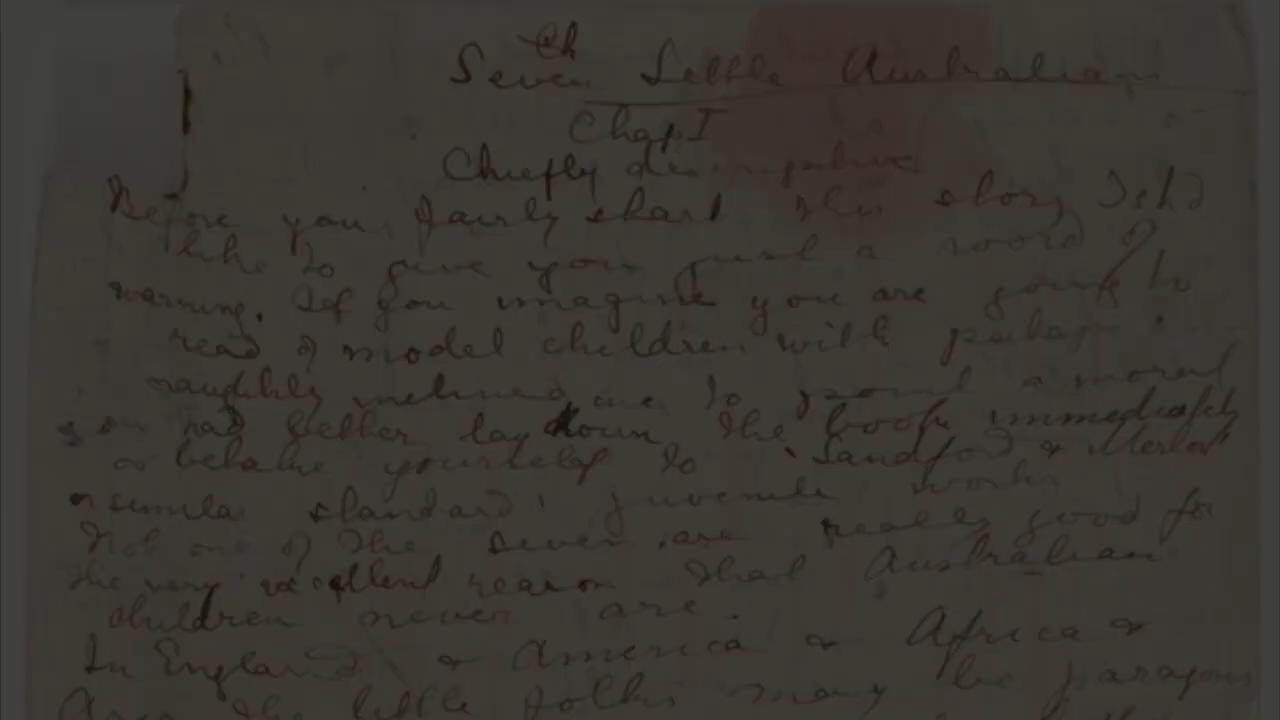 Ch
Seven Little Australians
Chap I
Chiefly descriptive
Before you fairly start this story I shd
like to give you just a word of
warning. If you imagine you are going to
read of model children with perhaps
naughtily inclined one to point a moral
you had better lay down the book immediately
& betake yourself to 'Sandford & Merton'
or similar standard juvenile works
Not one of the seven are really good for
the very excellent reason that Australian
children never are.
In England & America & Africa &
Asia the little folks may be paragons